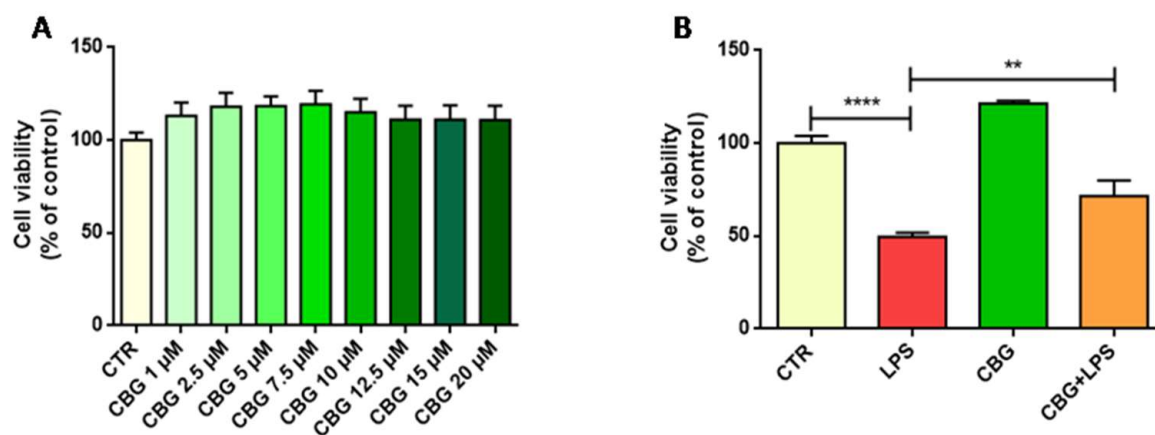 A
Cell viability
(% of control)
150
100
50
0
CTR
CBG 1 µM
CBG 2.5 µM
CBG 5 µM
CBG 7.5 µM
CBG 10 µM
CBG 12.5 µM
CBG 15 µM
CBG 20 µM
B
Cell viability
(% of control)
150
100
50
0
****
**
CTR
LPS
CBG
CBG+LPS